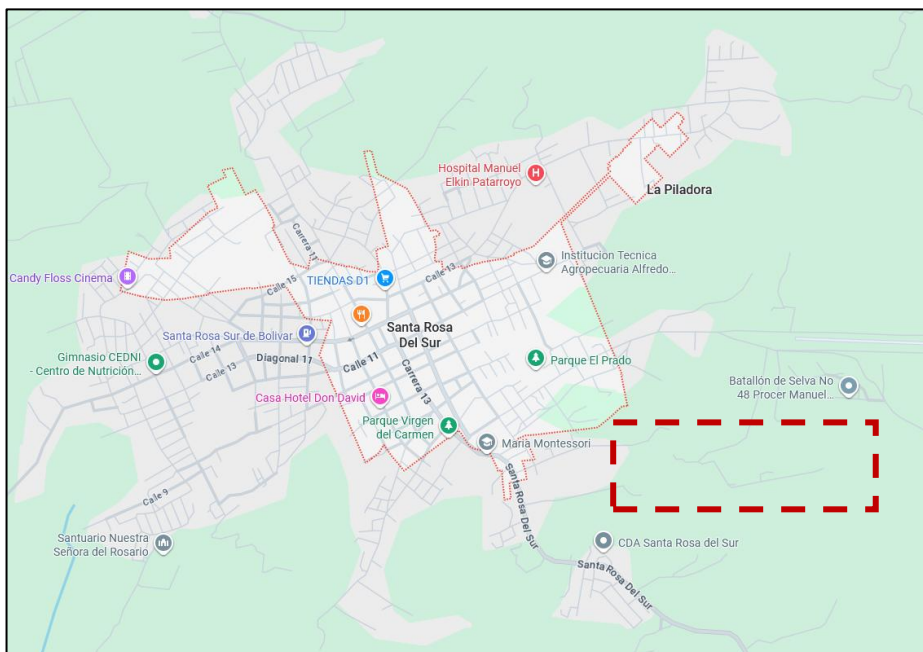 Hospital Manuel
Elkin Patarroyo
La Piladora
Carrera 11
Institucion Tecnica
Agropecuaria Alfredo...
Candy Floss Cinema
Calle 15
TIENDAS D1
Calle 13
Santa Rosa
Del Sur
Santa Rosa Sur de Bolivar
Gimnasio CEDNI
- Centro de Nutrición...
Calle 14
Calle 13
Diagonal 11
Calle 11
Carrera 13
Parque El Prado
Batallón de Selva No
48 Procer Manuel...
Casa Hotel Don David
Parque Virgen
del Carmen
Maria Montessori
Santa Rosa Del Sur
Calle 9
Santuario Nuestra
Señora del Rosario
CDA Santa Rosa del Sur
Santa Rosa Del Sur